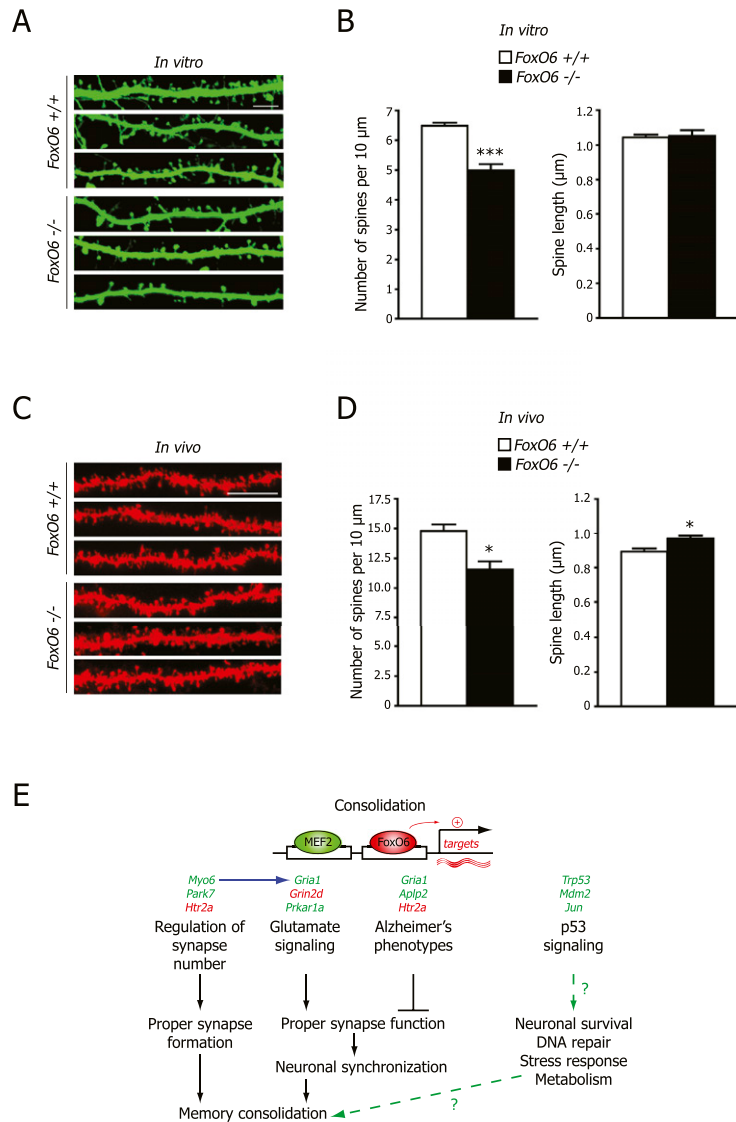 A
In vitro
FoxO6 +/+
FoxO6 -/-
B
In vitro
FoxO6 +/+
FoxO6 -/-
Number of spines per 10 µm
7
6
5
4
3
2
1
0
***
Spine length (µm)
1.2
1.0
0.8
0.6
0.4
0.2
0
C
In vivo
FoxO6 +/+
FoxO6 -/-
D
In vivo
FoxO6 +/+
FoxO6 -/-
Number of spines per 10 µm
17.5
15.0
12.5
10.0
7.5
5.0
2.5
0
*
Spine length (µm)
1.2
1.0
0.8
0.6
0.4
0.2
0
*
E
Consolidation
MEF2
FoxO6
+
targets
Myo6
Park7
Htr2a
Gria1
Grin2d
Prkar1a
Gria1
Aplp2
Htr2a
Trp53
Mdm2
Jun
Regulation of
synapse
number
Glutamate
signaling
Alzheimer's
phenotypes
p53
signaling
?
Proper synapse
formation
Proper synapse function
Neuronal synchronization
Neuronal survival
DNA repair
Stress response
Metabolism
?
Memory consolidation